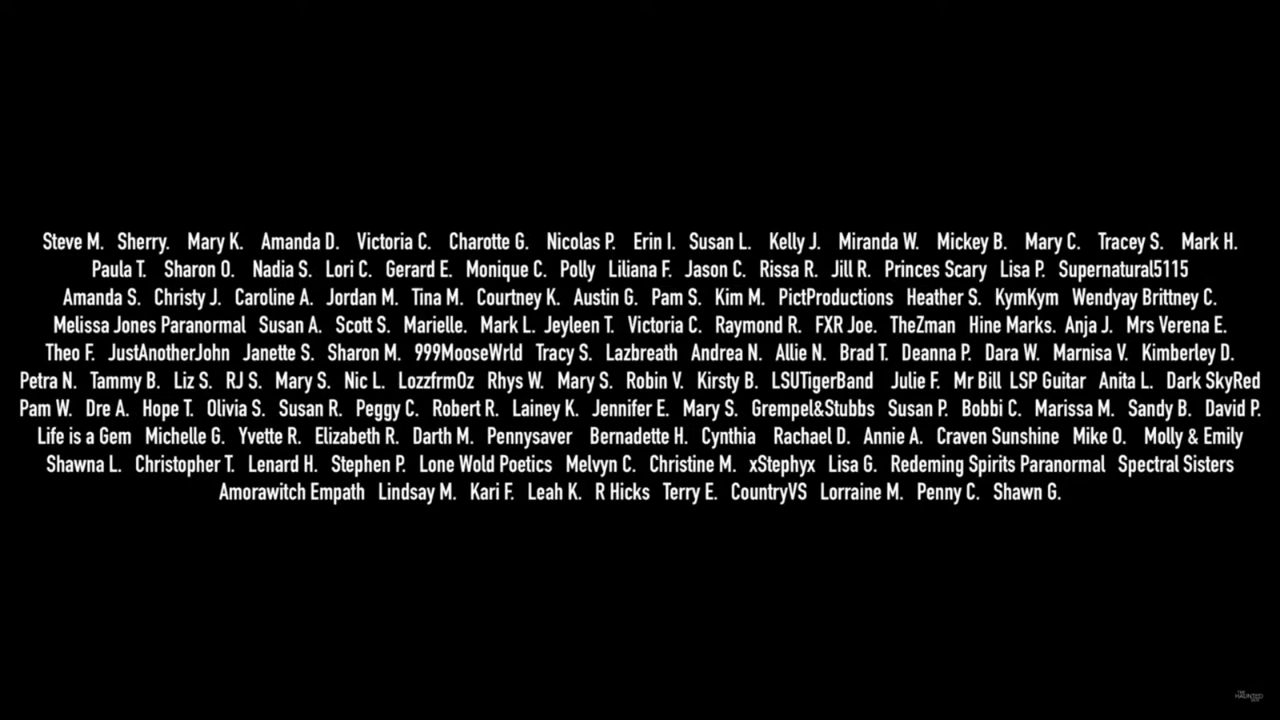 Steve M. Sherry. Mary K. Amanda D. Victoria C. Charotte G. Nicolas P. Erin I. Susan L. Kelly J. Miranda W. Mickey B. Mary C. Tracey S. Mark H.
Paula T. Sharon O. Nadia S. Lori C. Gerard E. Monique C. Polly Liliana F. Jason C. Rissa R. Jill R. Princes Scary Lisa P. Supernatural5115
Amanda S. Christy J. Caroline A. Jordan M. Tina M. Courtney K. Austin G. Pam S. Kim M. PictProductions Heather S. KymKym Wendyay Brittney C.
Melissa Jones Paranormal Susan A. Scott S. Marielle. Mark L. Jeyleen T. Victoria C. Raymond R. FXR Joe. TheZman Hine Marks. Anja J. Mrs Verena E.
Theo F. JustAnotherJohn Janette S. Sharon M. 999MooseWrld Tracy S. Lazbreath Andrea N. Allie N. Brad T. Deanna P. Dara W. Marnisa V. Kimberley D.
Petra N. Tammy B. Liz S. RJ S. Mary S. Nic L. LozzfrmOz Rhys W. Mary S. Robin V. Kirsty B. LSUTigerBand Julie F. Mr Bill LSP Guitar Anita L. Dark SkyRed
Pam W. Dre A. Hope T. Olivia S. Susan R. Peggy C. Robert R. Lainey K. Jennifer E. Mary S. Grempel&Stubbs Susan P. Bobbi C. Marissa M. Sandy B. David P.
Life is a Gem Michelle G. Yvette R. Elizabeth R. Darth M. Pennysaver Bernadette H. Cynthia Rachael D. Annie A. Craven Sunshine Mike O. Molly & Emily
Shawna L. Christopher T. Lenard H. Stephen P. Lone Wold Poetics Melvyn C. Christine M. xStephyx Lisa G. Redeming Spirits Paranormal Spectral Sisters
Amorawitch Empath Lindsay M. Kari F. Leah K. R Hicks Terry E. CountryVS Lorraine M. Penny C. Shawn G.
THE
HAUNTED
SIDE